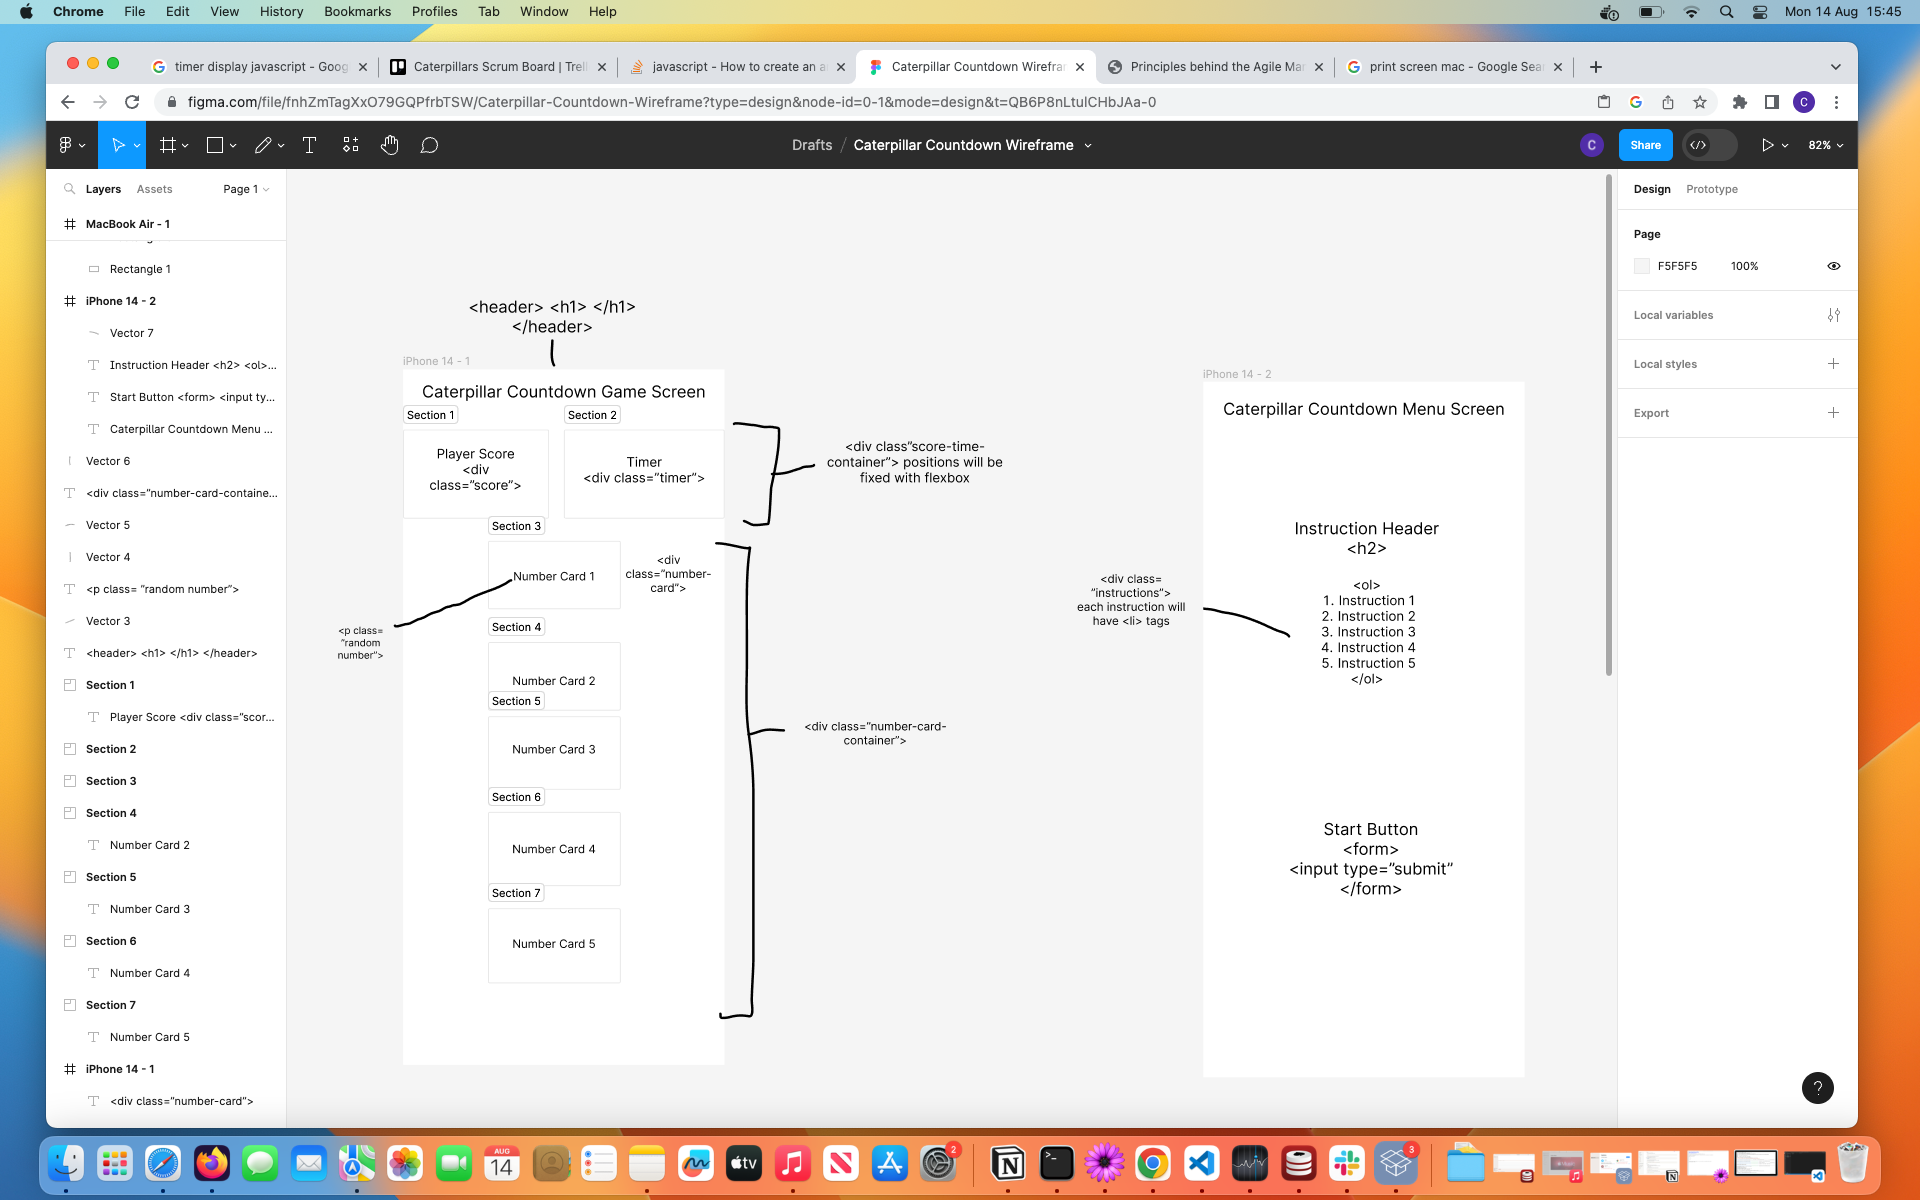 Chrome File Edit View History Bookmarks Profiles Tab Window Help Mon 14 Aug 15:45
timer display javascript - Goog
Caterpillars Scrum Board | Trell
javascript - How to create an a
Caterpillar Countdown Wirefra
Principles behind the Agile Man
print screen mac - Google Sear
figma.com/file/fnhZmTagXxO79GQPfrbTSW/Caterpillar-Countdown-Wireframe?type=design&node-id=0-1&mode=design&t=QB6P8nLtulCHbJAa-0
C
Drafts / Caterpillar Countdown Wireframe
C
Share
82%
Layers Assets Page 1
MacBook Air - 1
Rectangle 1
iPhone 14 - 2
Vector 7
Instruction Header <h2> <ol>...
Start Button <form> <input ty...
Caterpillar Countdown Menu ...
Vector 6
<div class="number-card-containe...
Vector 5
Vector 4
<p class= "random number">
Vector 3
<header> <h1> </h1> </header>
Section 1
Player Score <div class="scor...
Section 2
Section 3
Section 4
Number Card 2
Section 5
Number Card 3
Section 6
Number Card 4
Section 7
Number Card 5
iPhone 14 - 1
<div class="number-card">
<header> <h1> </h1>
</header>
iPhone 14 - 1
Caterpillar Countdown Game Screen
Section 1
Section 2
Player Score
<div
class="score">
Timer
<div class="timer">
<div class"score-time-
container"> positions will be
fixed with flexbox
Section 3
Number Card 1
<div
class="number-
card">
<p class=
"random
number">
Section 4
Number Card 2
Section 5
Number Card 3
<div class="number-card-
container">
Section 6
Number Card 4
Section 7
Number Card 5
iPhone 14 - 2
Caterpillar Countdown Menu Screen
Instruction Header
<h2>
<ol>
1. Instruction 1
2. Instruction 2
3. Instruction 3
4. Instruction 4
5. Instruction 5
</ol>
<div class=
"instructions">
each instruction will
have <li> tags
Start Button
<form>
<input type="submit"
</form>
Design Prototype
Page
F5F5F5 100%
Local variables
Local styles
Export
?
AUG
14
tv
2
3